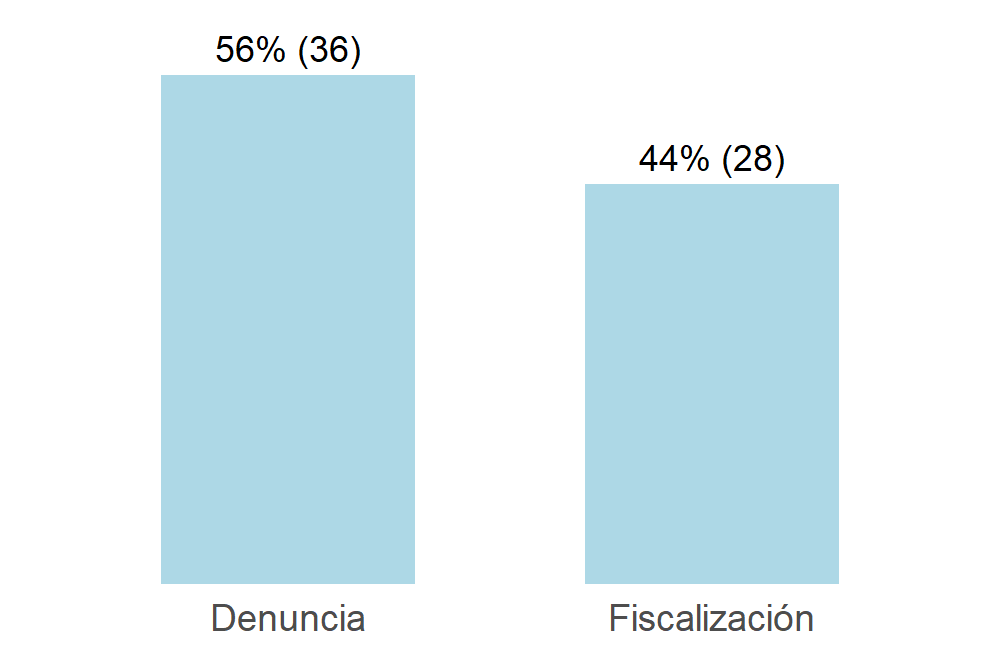 56% (36)
44% (28)
Denuncia
Fiscalización